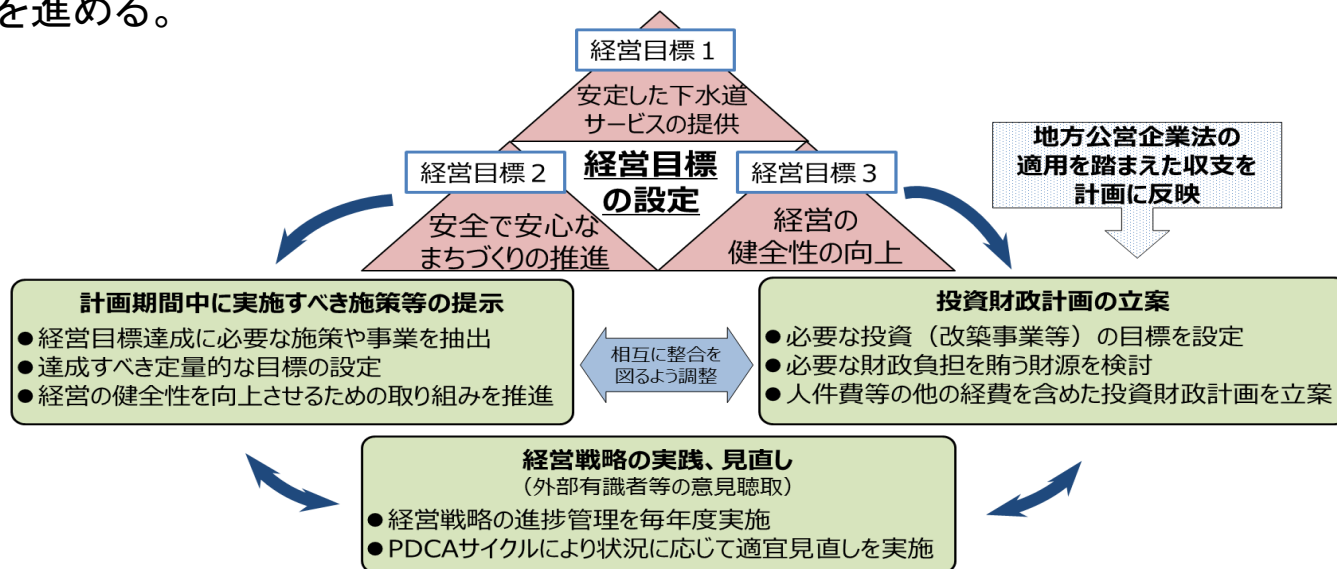 を進める。
経営目標１
安定した下水道
サービスの提供
経営目標２
経営目標
の設定
経営目標３
安全で安心な
まちづくりの推進
経営の
健全性の向上
地方公営企業法の
適用を踏まえた収支を
計画に反映
計画期間中に実施すべき施策等の提示
●経営目標達成に必要な施策や事業を抽出
●達成すべき定量的な目標の設定
●経営の健全性を向上させるための取り組みを推進
相互に整合を
図るよう調整
投資財政計画の立案
●必要な投資（改築事業等）の目標を設定
●必要な財政負担を賄う財源を検討
●人件費等の他の経費を含めた投資財政計画を立案
経営戦略の実践、見直し
（外部有識者等の意見聴取）
●経営戦略の進捗管理を毎年度実施
●PDCAサイクルにより状況に応じて適宜見直しを実施